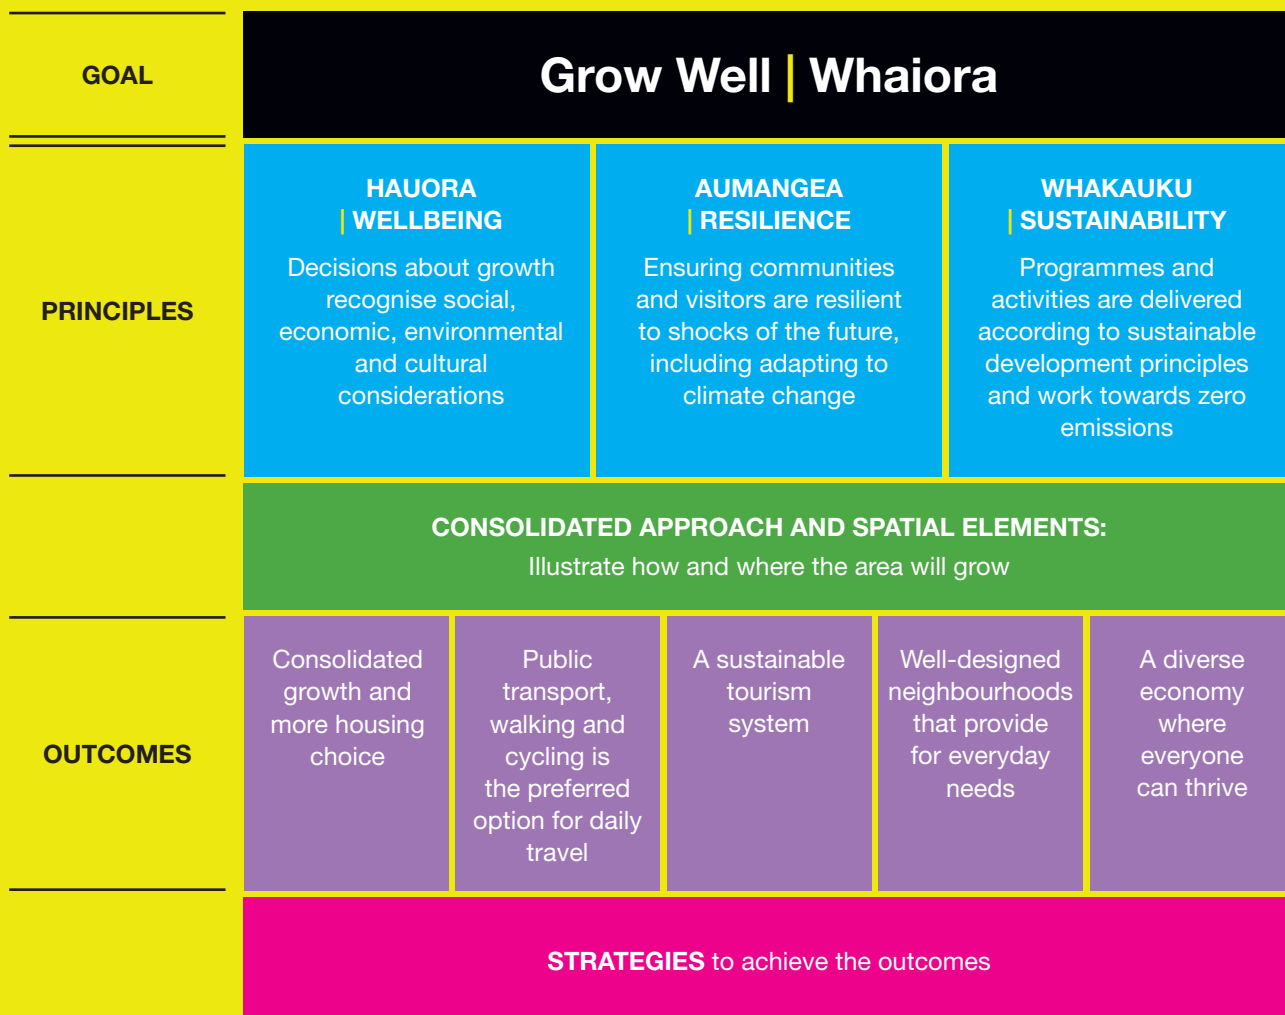 GOAL
Grow Well | Whaiora
PRINCIPLES
HAUORA
| WELLBEING
Decisions about growth
recognise social,
economic, environmental
and cultural
considerations
AUMANGEA
| RESILIENCE
Ensuring communities
and visitors are resilient
to shocks of the future,
including adapting to
climate change
WHAKAUKU
| SUSTAINABILITY
Programmes and
activities are delivered
according to sustainable
development principles
and work towards zero
emissions
CONSOLIDATED APPROACH AND SPATIAL ELEMENTS:
Illustrate how and where the area will grow
OUTCOMES
Consolidated
growth and
more housing
choice
Public
transport,
walking and
cycling is
the preferred
option for daily
travel
A sustainable
tourism
system
Well-designed
neighbourhoods
that provide
for everyday
needs
A diverse
economy
where
everyone
can thrive
STRATEGIES to achieve the outcomes